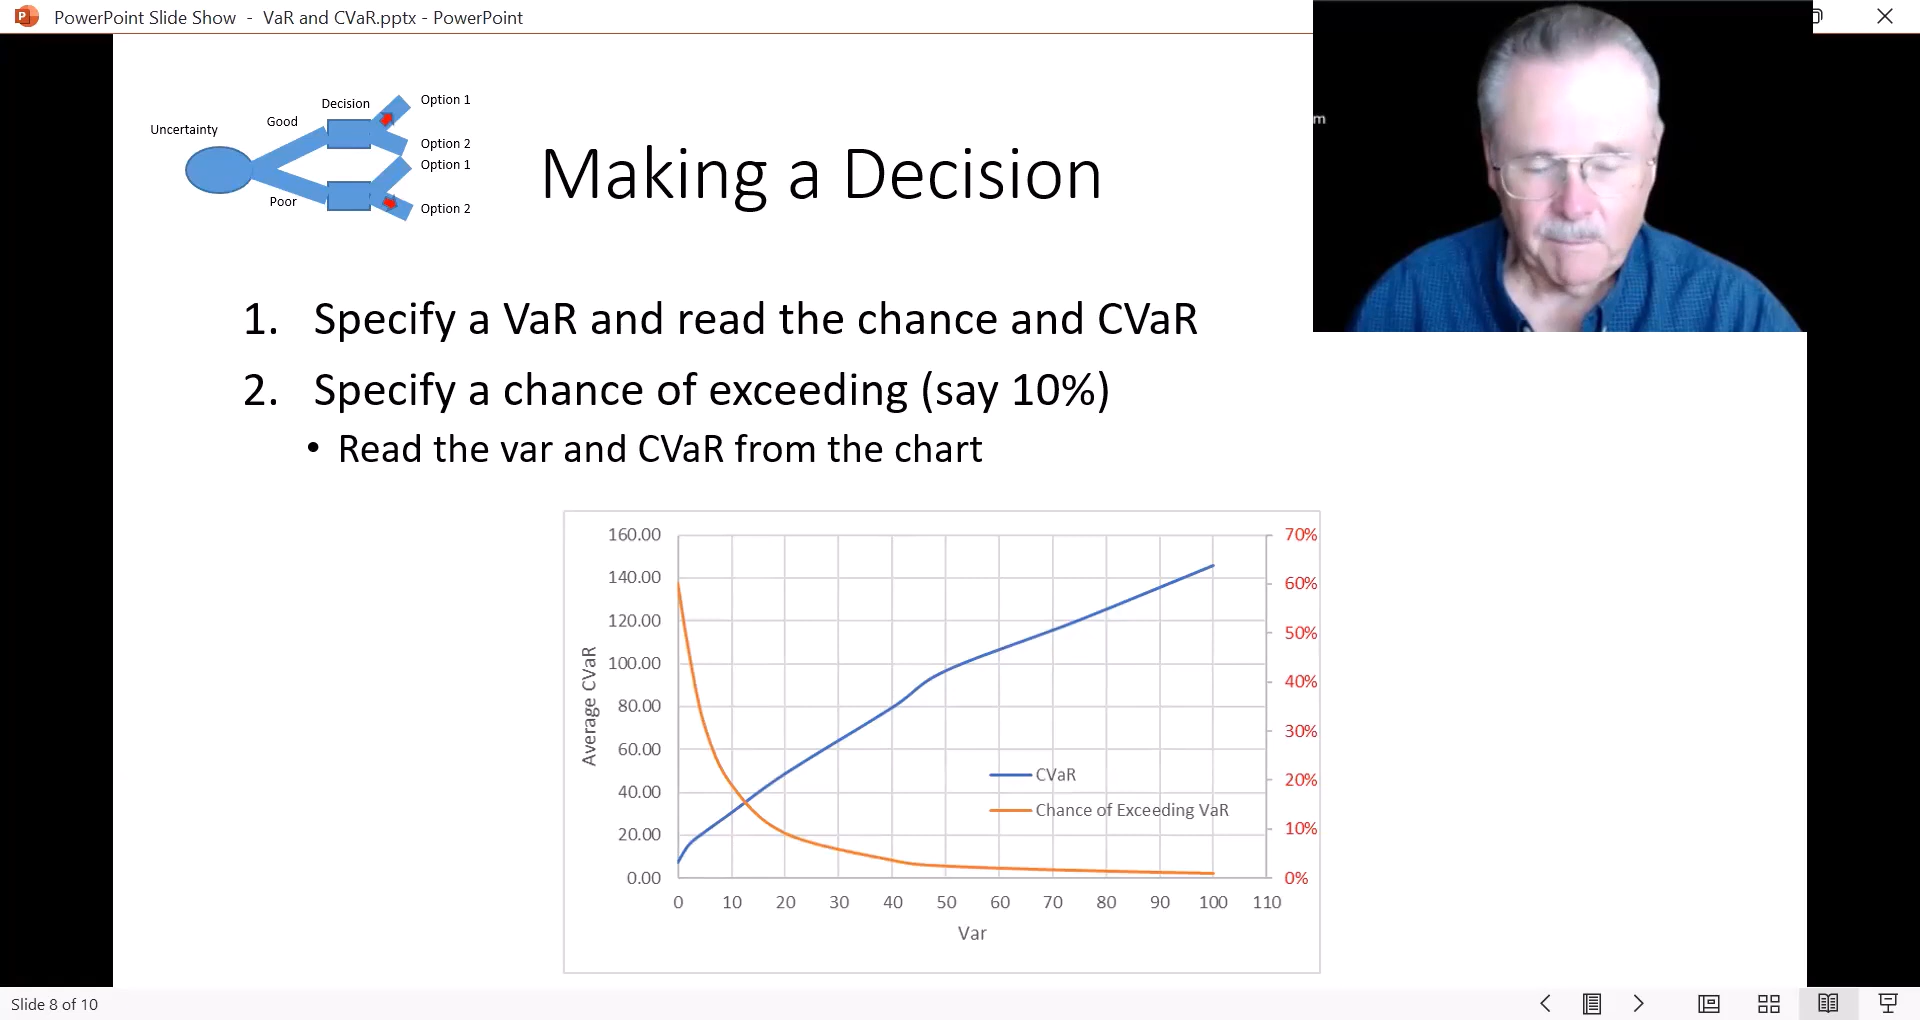 PowerPoint Slide Show - VaR and CVaR.pptx - PowerPoint
m
Uncertainty
Good
Poor
Decision
Option 1
Option 2
Option 1
Option 2
Making a Decision
1. Specify a VaR and read the chance and CVaR
2. Specify a chance of exceeding (say 10%)
• Read the var and CVaR from the chart
160.00
140.00
120.00
100.00
80.00
60.00
40.00
20.00
0.00
Average CVaR
70%
60%
50%
40%
30%
20%
10%
0%
CVaR
Chance of Exceeding VaR
0 10 20 30 40 50 60 70 80 90 100 110
Var
Slide 8 of 10